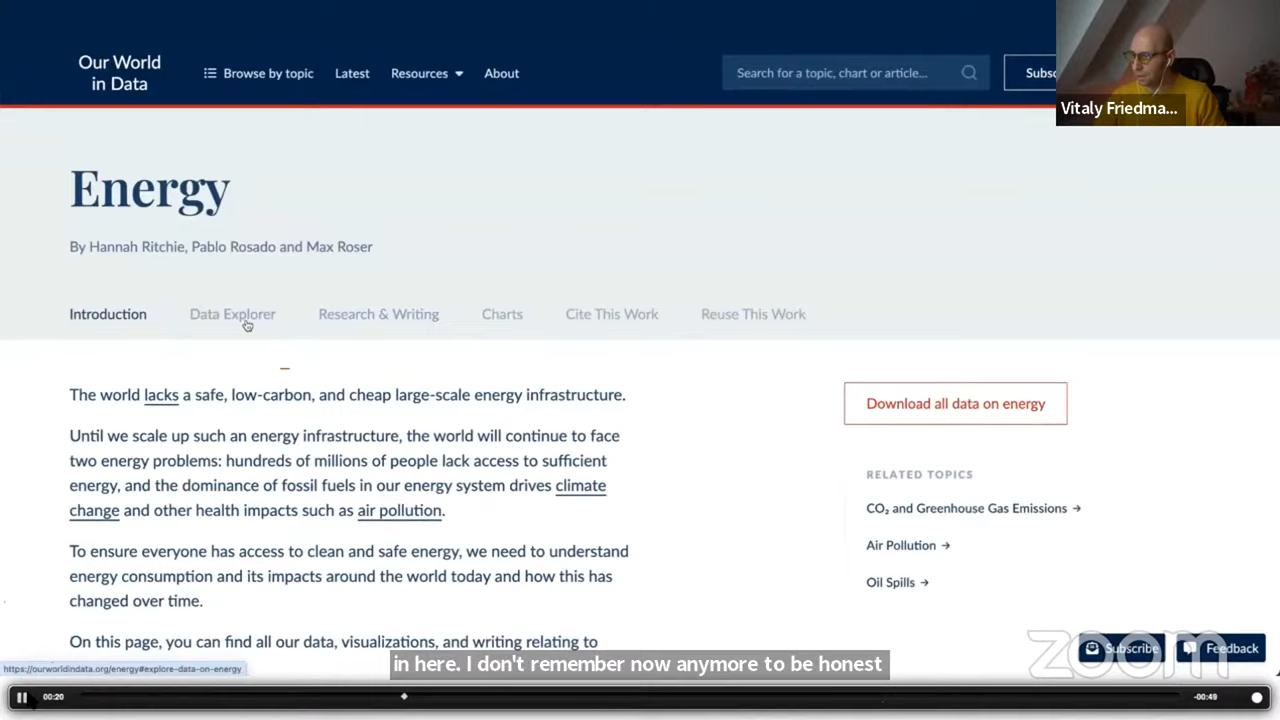 Our World
in Data
Browse by topic
Latest
Resources
About
Search for a topic, chart or article...
Subsc
Vitaly Friedma...
Energy
By Hannah Ritchie, Pablo Rosado and Max Roser
Introduction
Data Explorer
Research & Writing
Charts
Cite This Work
Reuse This Work
The world lacks a safe, low-carbon, and cheap large-scale energy infrastructure.
Until we scale up such an energy infrastructure, the world will continue to face
two energy problems: hundreds of millions of people lack access to sufficient
energy, and the dominance of fossil fuels in our energy system drives climate
change and other health impacts such as air pollution.
To ensure everyone has access to clean and safe energy, we need to understand
energy consumption and its impacts around the world today and how this has
changed over time.
On this page, you can find all our data, visualizations, and writing relating to
Download all data on energy
RELATED TOPICS
CO₂ and Greenhouse Gas Emissions →
Air Pollution →
Oil Spills →
zoom
Subscribe
Feedback
https://ourworldindata.org/energy#explore-data-on-energy
in here. I don't remember now anymore to be honest
00:20
-00:49